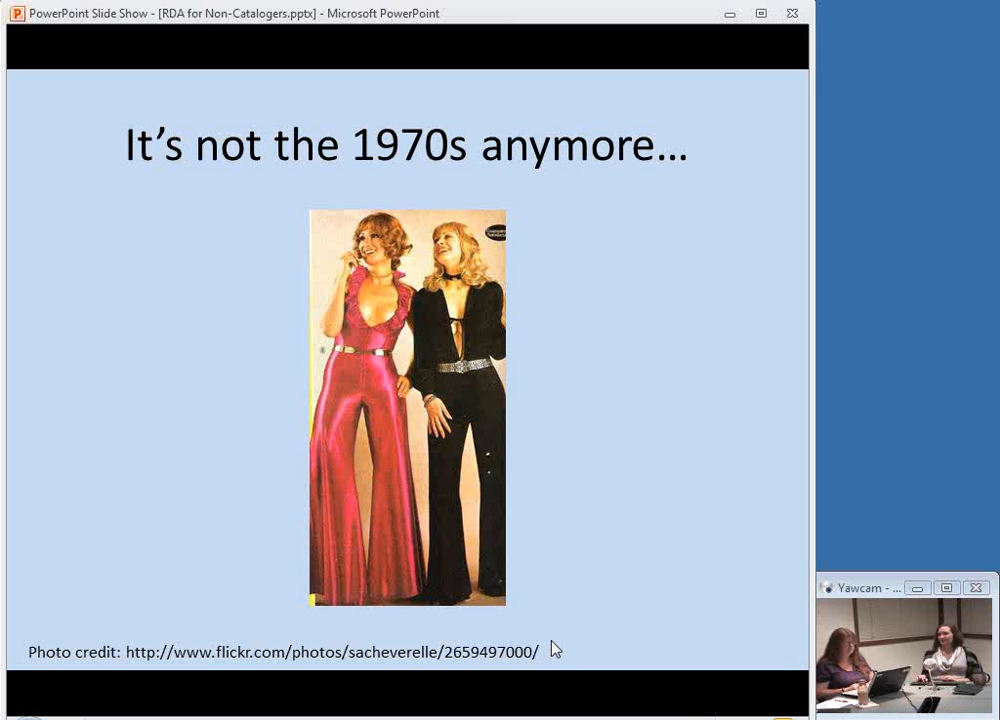 PowerPoint Slide Show - [RDA for Non-Catalogers.pptx] - Microsoft PowerPoint
It's not the 1970s anymore...
Photo credit: http://www.flickr.com/photos/sacheverelle/2659497000/
Yawcam - ...